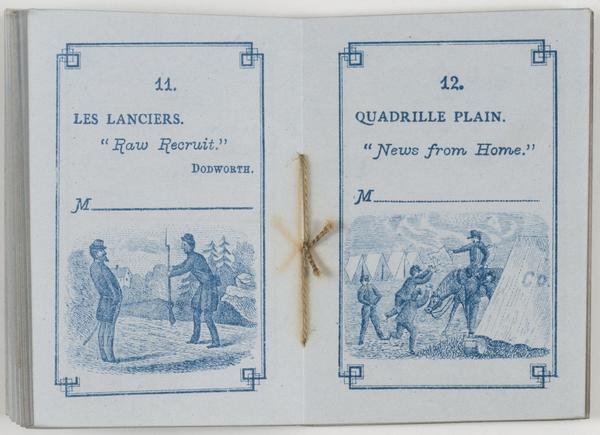 11.
LES LANCIERS.
"Raw Recruit."
DODWORTH.
M
12.
QUADRILLE PLAIN.
"News from Home."
M
Co.